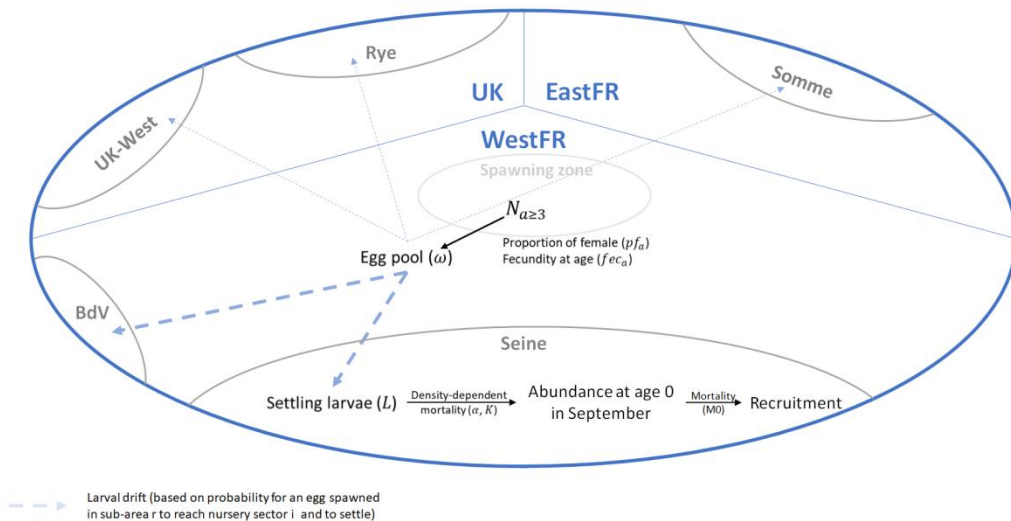 Rye
Somme
UK
EastFR
UK-West
WestFR
Spawning zone
N_{a≥3}
Proportion of female (pf_a)
Fecundity at age (fec_a)
Egg pool (ω)
BdV
Seine
Settling larvae (L)
Density-dependent
mortality (α, K)
Abundance at age 0
in September
Mortality
(M0)
Recruitment
Larval drift (based on probability for an egg spawned
in sub-area r to reach nursery sector i and to settle)